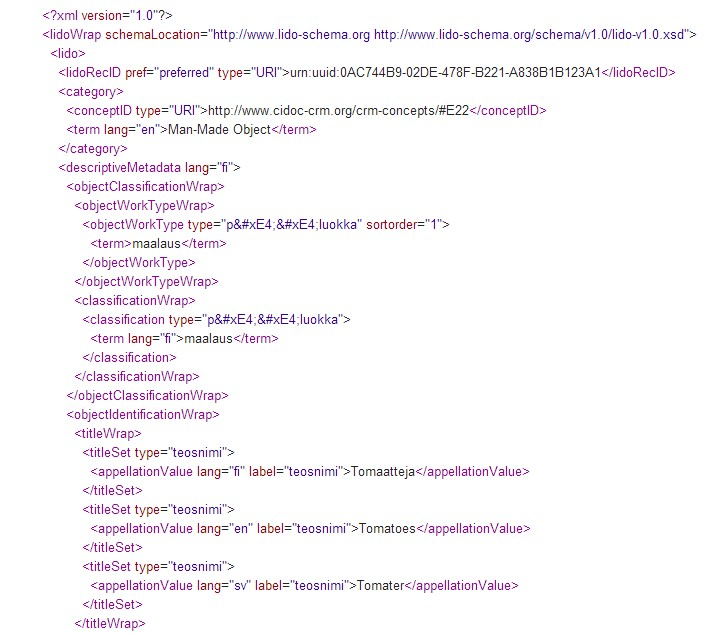 <?xml version="1.0"?>
<lidoWrap schemaLocation="http://www.lido-schema.org http://www.lido-schema.org/schema/v1.0/lido-v1.0.xsd">
<lido>
<lidoRecID pref="preferred" type="URI">urn:uuid:0AC744B9-02DE-478F-B221-A838B1B123A1</lidoRecID>
<category>
<conceptID type="URI">http://www.cidoc-crm.org/crm-concepts/#E22</conceptID>
<term lang="en">Man-Made Object</term>
</category>
<descriptiveMetadata lang="fi">
<objectClassificationWrap>
<objectWorkTypeWrap>
<objectWorkType type="p&#xE4;&#xE4;luokka" sortorder="1">
<term>maalaus</term>
</objectWorkType>
</objectWorkTypeWrap>
<classificationWrap>
<classification type="p&#xE4;&#xE4;luokka">
<term lang="fi">maalaus</term>
</classification>
</classificationWrap>
</objectClassificationWrap>
<objectIdentificationWrap>
<titleWrap>
<titleSet type="teosnimi">
<appellationValue lang="fi" label="teosnimi">Tomaatteja</appellationValue>
</titleSet>
<titleSet type="teosnimi">
<appellationValue lang="en" label="teosnimi">Tomatoes</appellationValue>
</titleSet>
<titleSet type="teosnimi">
<appellationValue lang="sv" label="teosnimi">Tomater</appellationValue>
</titleSet>
</titleWrap>